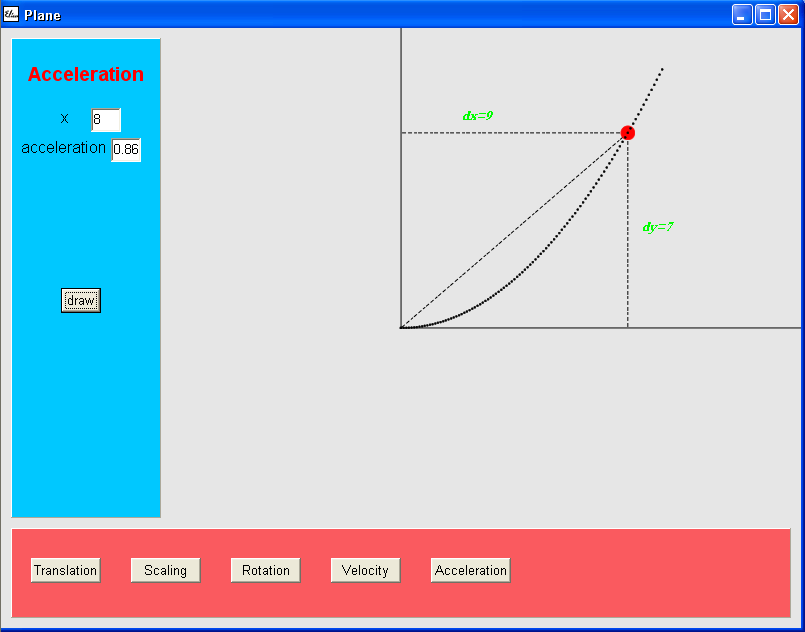 Plane
Acceleration
x 8
acceleration 0.86
dx=9
dy=7
draw
Translation Scaling Rotation Velocity Acceleration